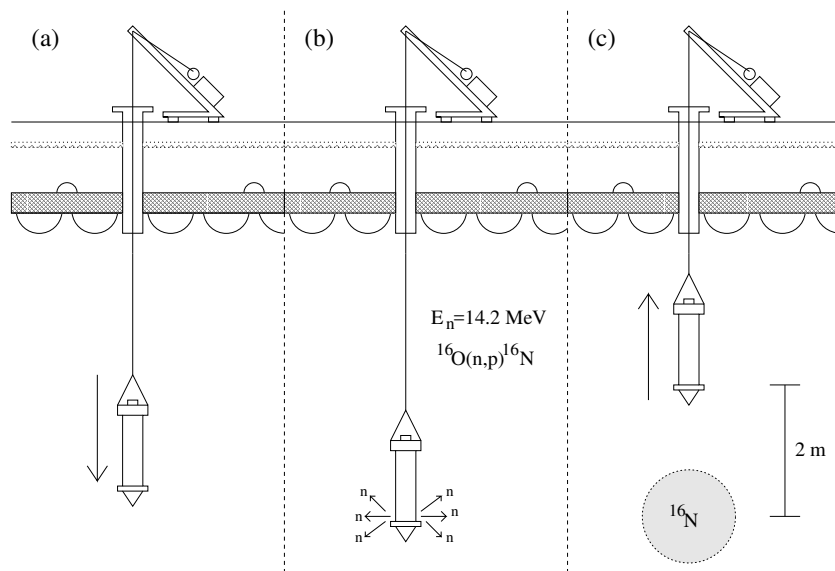 (a)
(b)
(c)
E_n=14.2 MeV
¹⁶O(n,p)¹⁶N
2 m
n n
n n
n n
¹⁶N